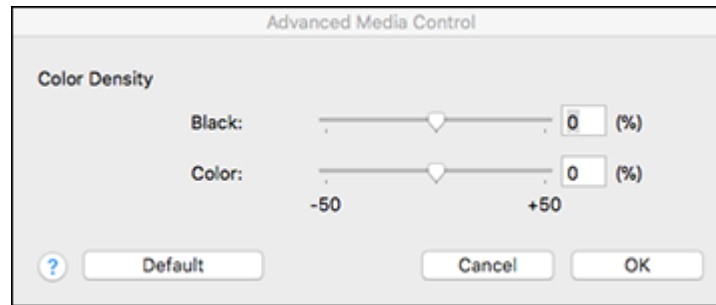 Advanced Media Control
Color Density
Black: 0 (%)
Color: 0 (%)
-50 +50
? Default Cancel OK